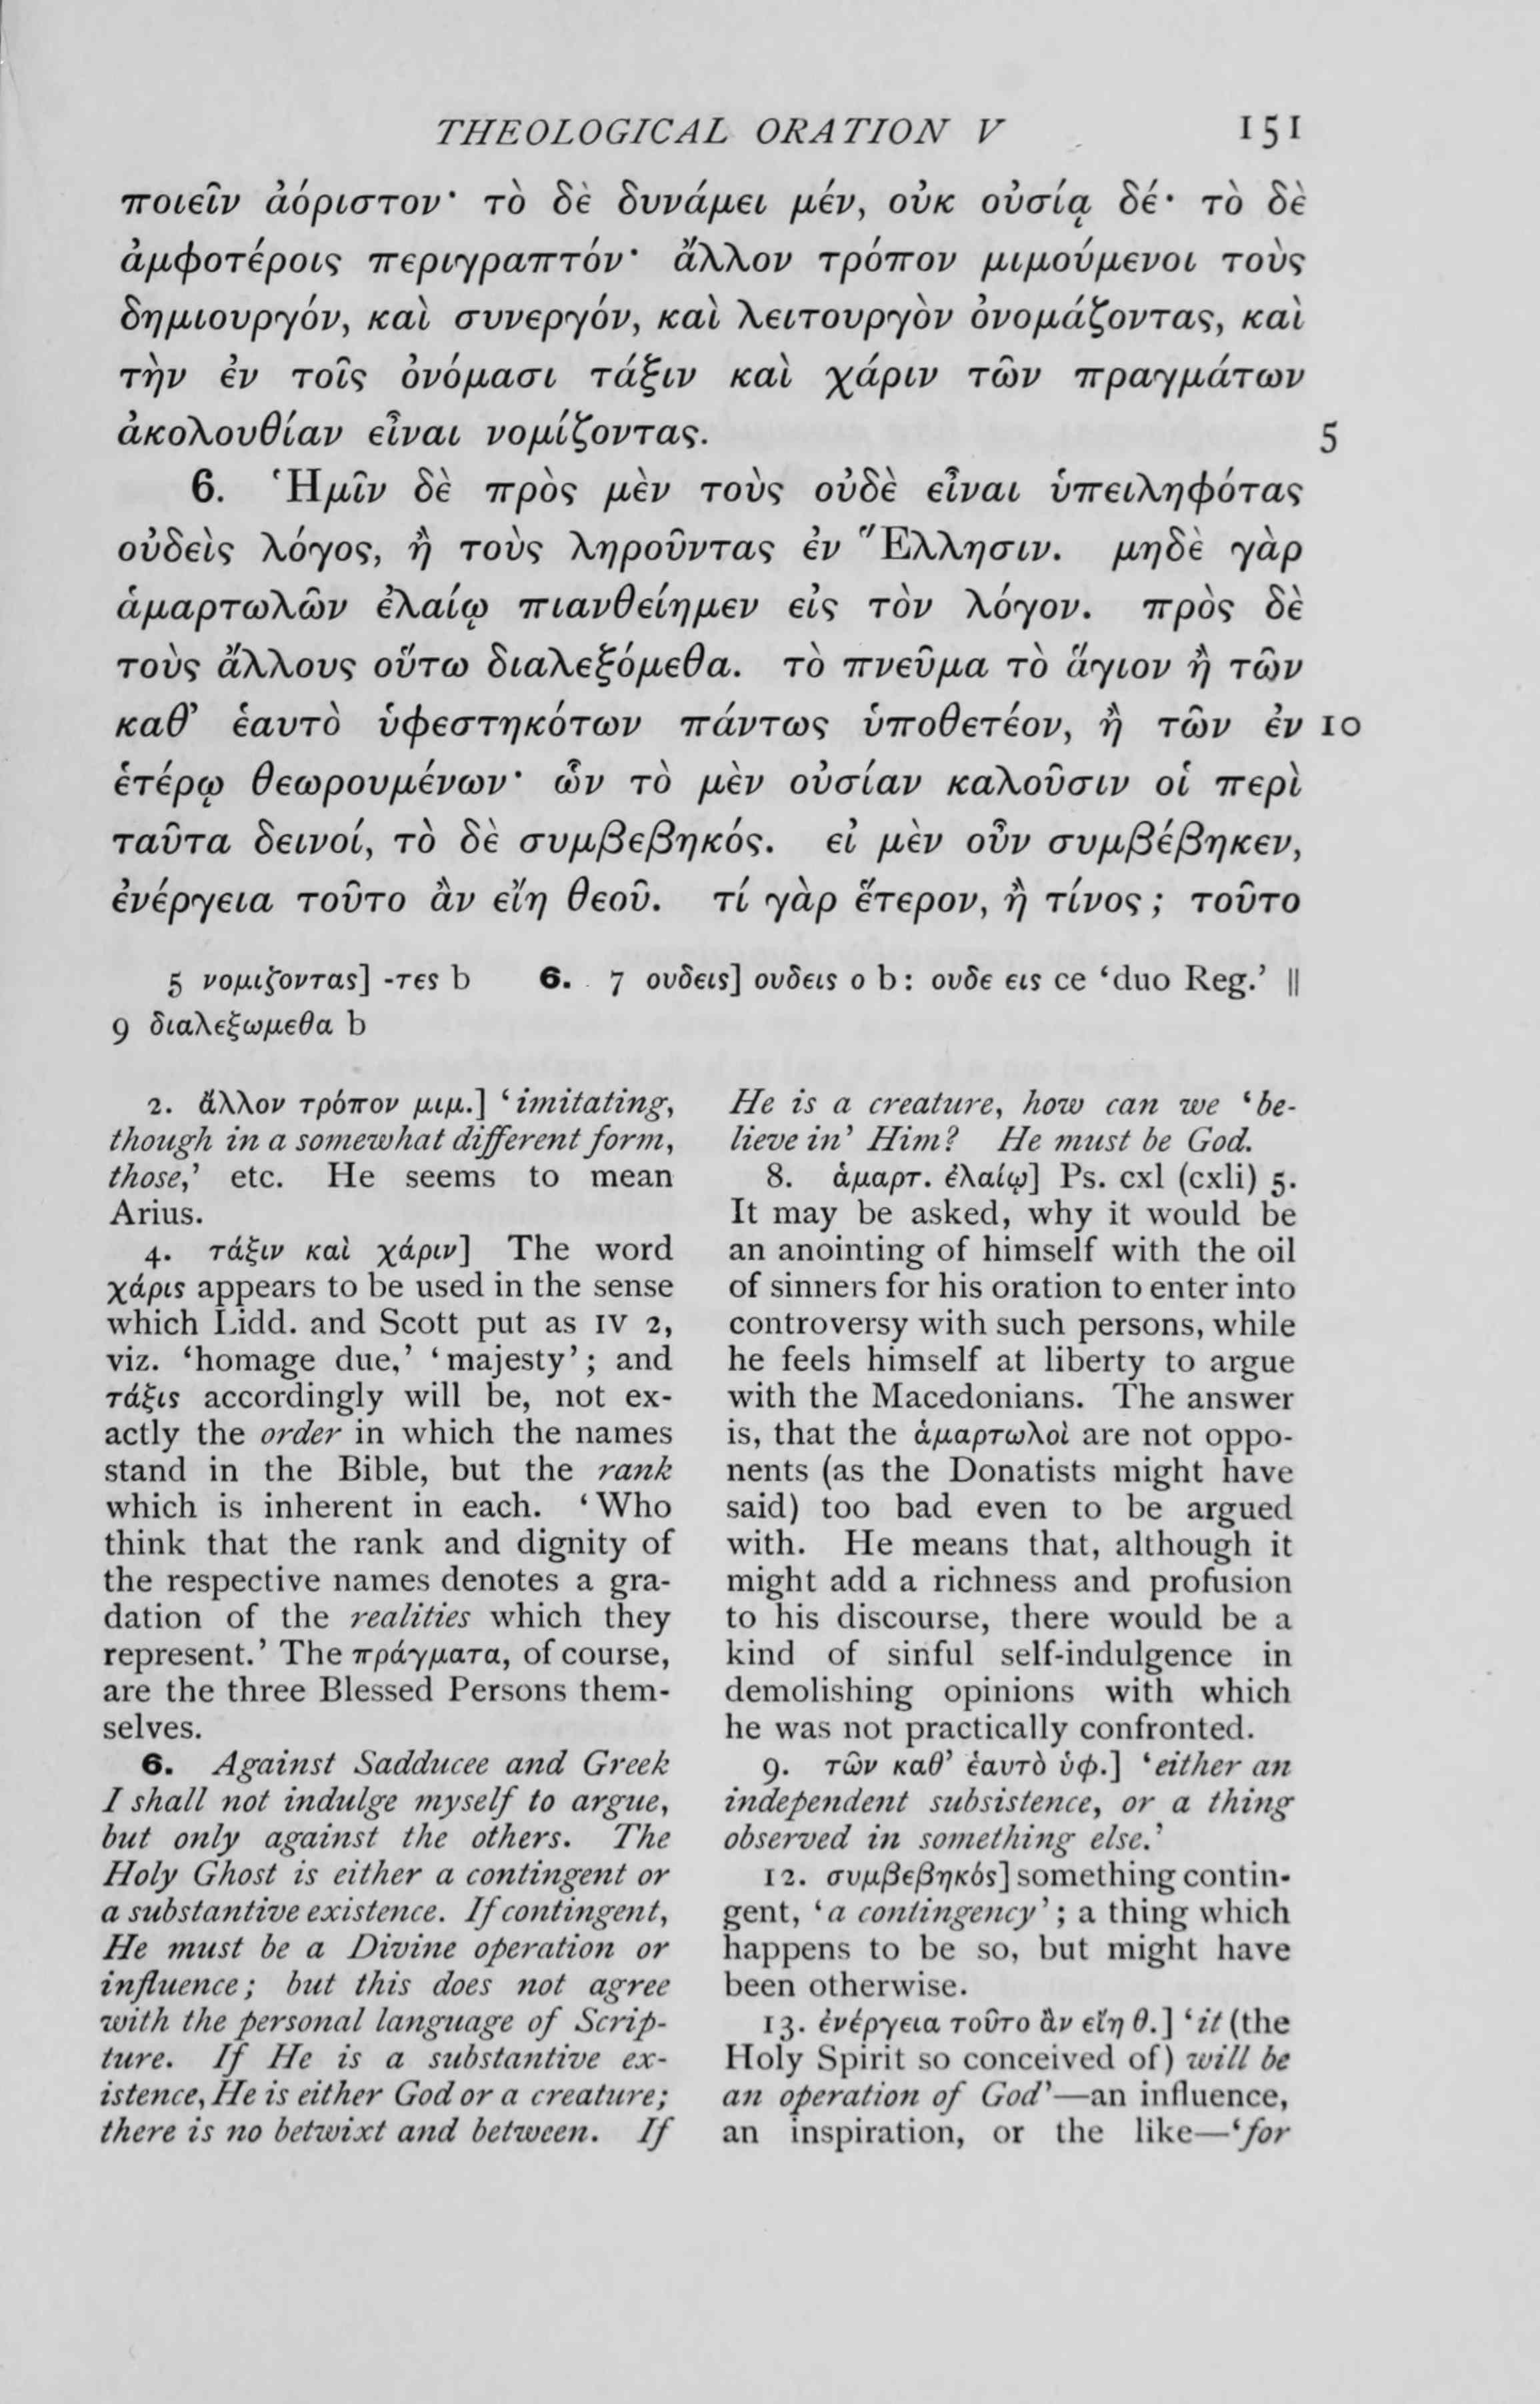 THEOLOGICAL ORATION V 151
ποιεῖν ἀόριστον· τὸ δὲ δυνάμει μέν, οὐκ οὐσίᾳ δέ· τὸ δὲ
ἀμφοτέροις περιγραπτόν· ἄλλον τρόπον μιμούμενοι τοὺς
δημιουργόν, καὶ συνεργόν, καὶ λειτουργὸν ὀνομάζοντας, καὶ
τὴν ἐν τοῖς ὀνόμασι τάξιν καὶ χάριν τῶν πραγμάτων
ἀκολουθίαν εἶναι νομίζοντας. 5
6. Ἡμῖν δὲ πρὸς μὲν τοὺς οὐδὲ εἶναι ὑπειληφότας
οὐδεὶς λόγος, ἢ τοὺς ληροῦντας ἐν Ἕλλησιν. μηδὲ γὰρ
ἁμαρτωλῶν ἐλαίῳ πιανθείημεν εἰς τὸν λόγον. πρὸς δὲ
τοὺς ἄλλους οὕτω διαλεξόμεθα. τὸ πνεῦμα τὸ ἅγιον ἢ τῶν
καθ’ ἑαυτὸ ὑφεστηκότων πάντως ὑποθετέον, ἢ τῶν ἐν 10
ἑτέρῳ θεωρουμένων· ὧν τὸ μὲν οὐσίαν καλοῦσιν οἱ περὶ
ταῦτα δεινοί, τὸ δὲ συμβεβηκός. εἰ μὲν οὖν συμβέβηκεν,
ἐνέργεια τοῦτο ἂν εἴη θεοῦ. τί γὰρ ἕτερον, ἢ τίνος; τοῦτο
5 νομιζοντας] -τες b 6. 7 ουδεις] ουδεις ο b: ουδε εις ce ‘duo Reg.’ ||
9 διαλεξωμεθα b
2. ἄλλον τρόπον μιμ.] ‘imitating,
though in a somewhat different form,
those,’ etc. He seems to mean
Arius.
4. τάξιν καὶ χάριν] The word
χάρις appears to be used in the sense
which Lidd. and Scott put as IV 2,
viz. ‘homage due,’ ‘majesty’; and
τάξις accordingly will be, not ex-
actly the order in which the names
stand in the Bible, but the rank
which is inherent in each. ‘Who
think that the rank and dignity of
the respective names denotes a gra-
dation of the realities which they
represent.’ The πράγματα, of course,
are the three Blessed Persons them-
selves.
6. Against Sadducee and Greek
I shall not indulge myself to argue,
but only against the others. The
Holy Ghost is either a contingent or
a substantive existence. If contingent,
He must be a Divine operation or
influence; but this does not agree
with the personal language of Scrip-
ture. If He is a substantive ex-
istence, He is either God or a creature;
there is no betwixt and between. If
He is a creature, how can we ‘be-
lieve in’ Him? He must be God.
8. ἁμαρτ. ἐλαίῳ] Ps. cxl (cxli) 5.
It may be asked, why it would be
an anointing of himself with the oil
of sinners for his oration to enter into
controversy with such persons, while
he feels himself at liberty to argue
with the Macedonians. The answer
is, that the ἁμαρτωλοὶ are not oppo-
nents (as the Donatists might have
said) too bad even to be argued
with. He means that, although it
might add a richness and profusion
to his discourse, there would be a
kind of sinful self-indulgence in
demolishing opinions with which
he was not practically confronted.
9. τῶν καθ’ ἑαυτὸ ὑφ.] ‘either an
independent subsistence, or a thing
observed in something else.’
12. συμβεβηκός] something contin-
gent, ‘a contingency’; a thing which
happens to be so, but might have
been otherwise.
13. ἐνέργεια τοῦτο ἂν εἴη θ.] ‘it (the
Holy Spirit so conceived of) will be
an operation of God’—an influence,
an inspiration, or the like—‘for